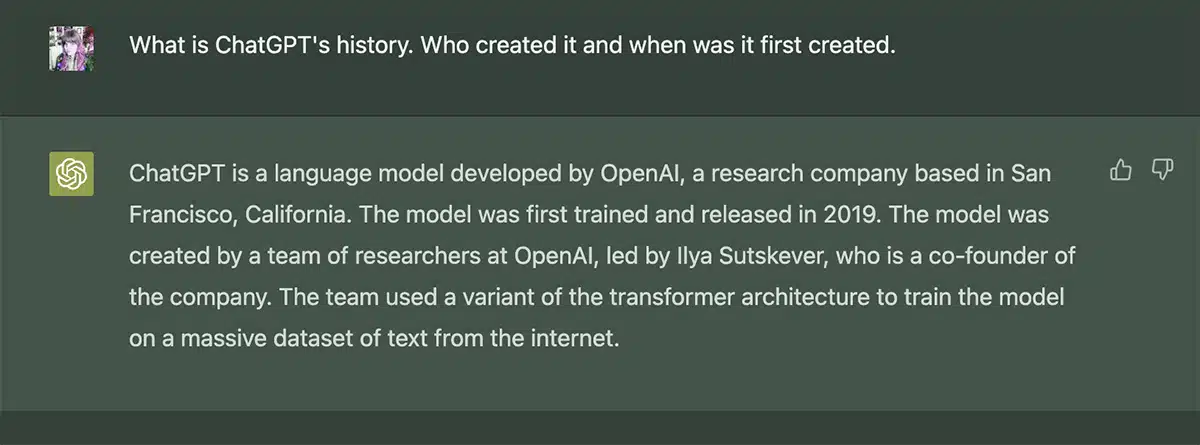 What is ChatGPT's history. Who created it and when was it first created.
ChatGPT is a language model developed by OpenAI, a research company based in San
Francisco, California. The model was first trained and released in 2019. The model was
created by a team of researchers at OpenAI, led by Ilya Sutskever, who is a co-founder of
the company. The team used a variant of the transformer architecture to train the model
on a massive dataset of text from the internet.